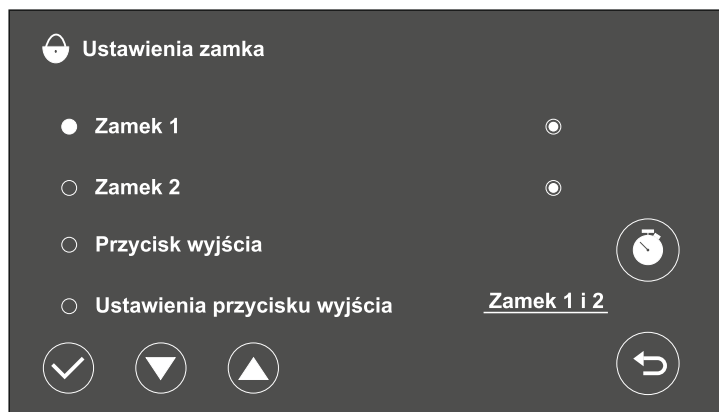 Ustawienia zamka
Zamek 1
Zamek 2
Przycisk wyjścia
Ustawienia przycisku wyjścia Zamek 1 i 2